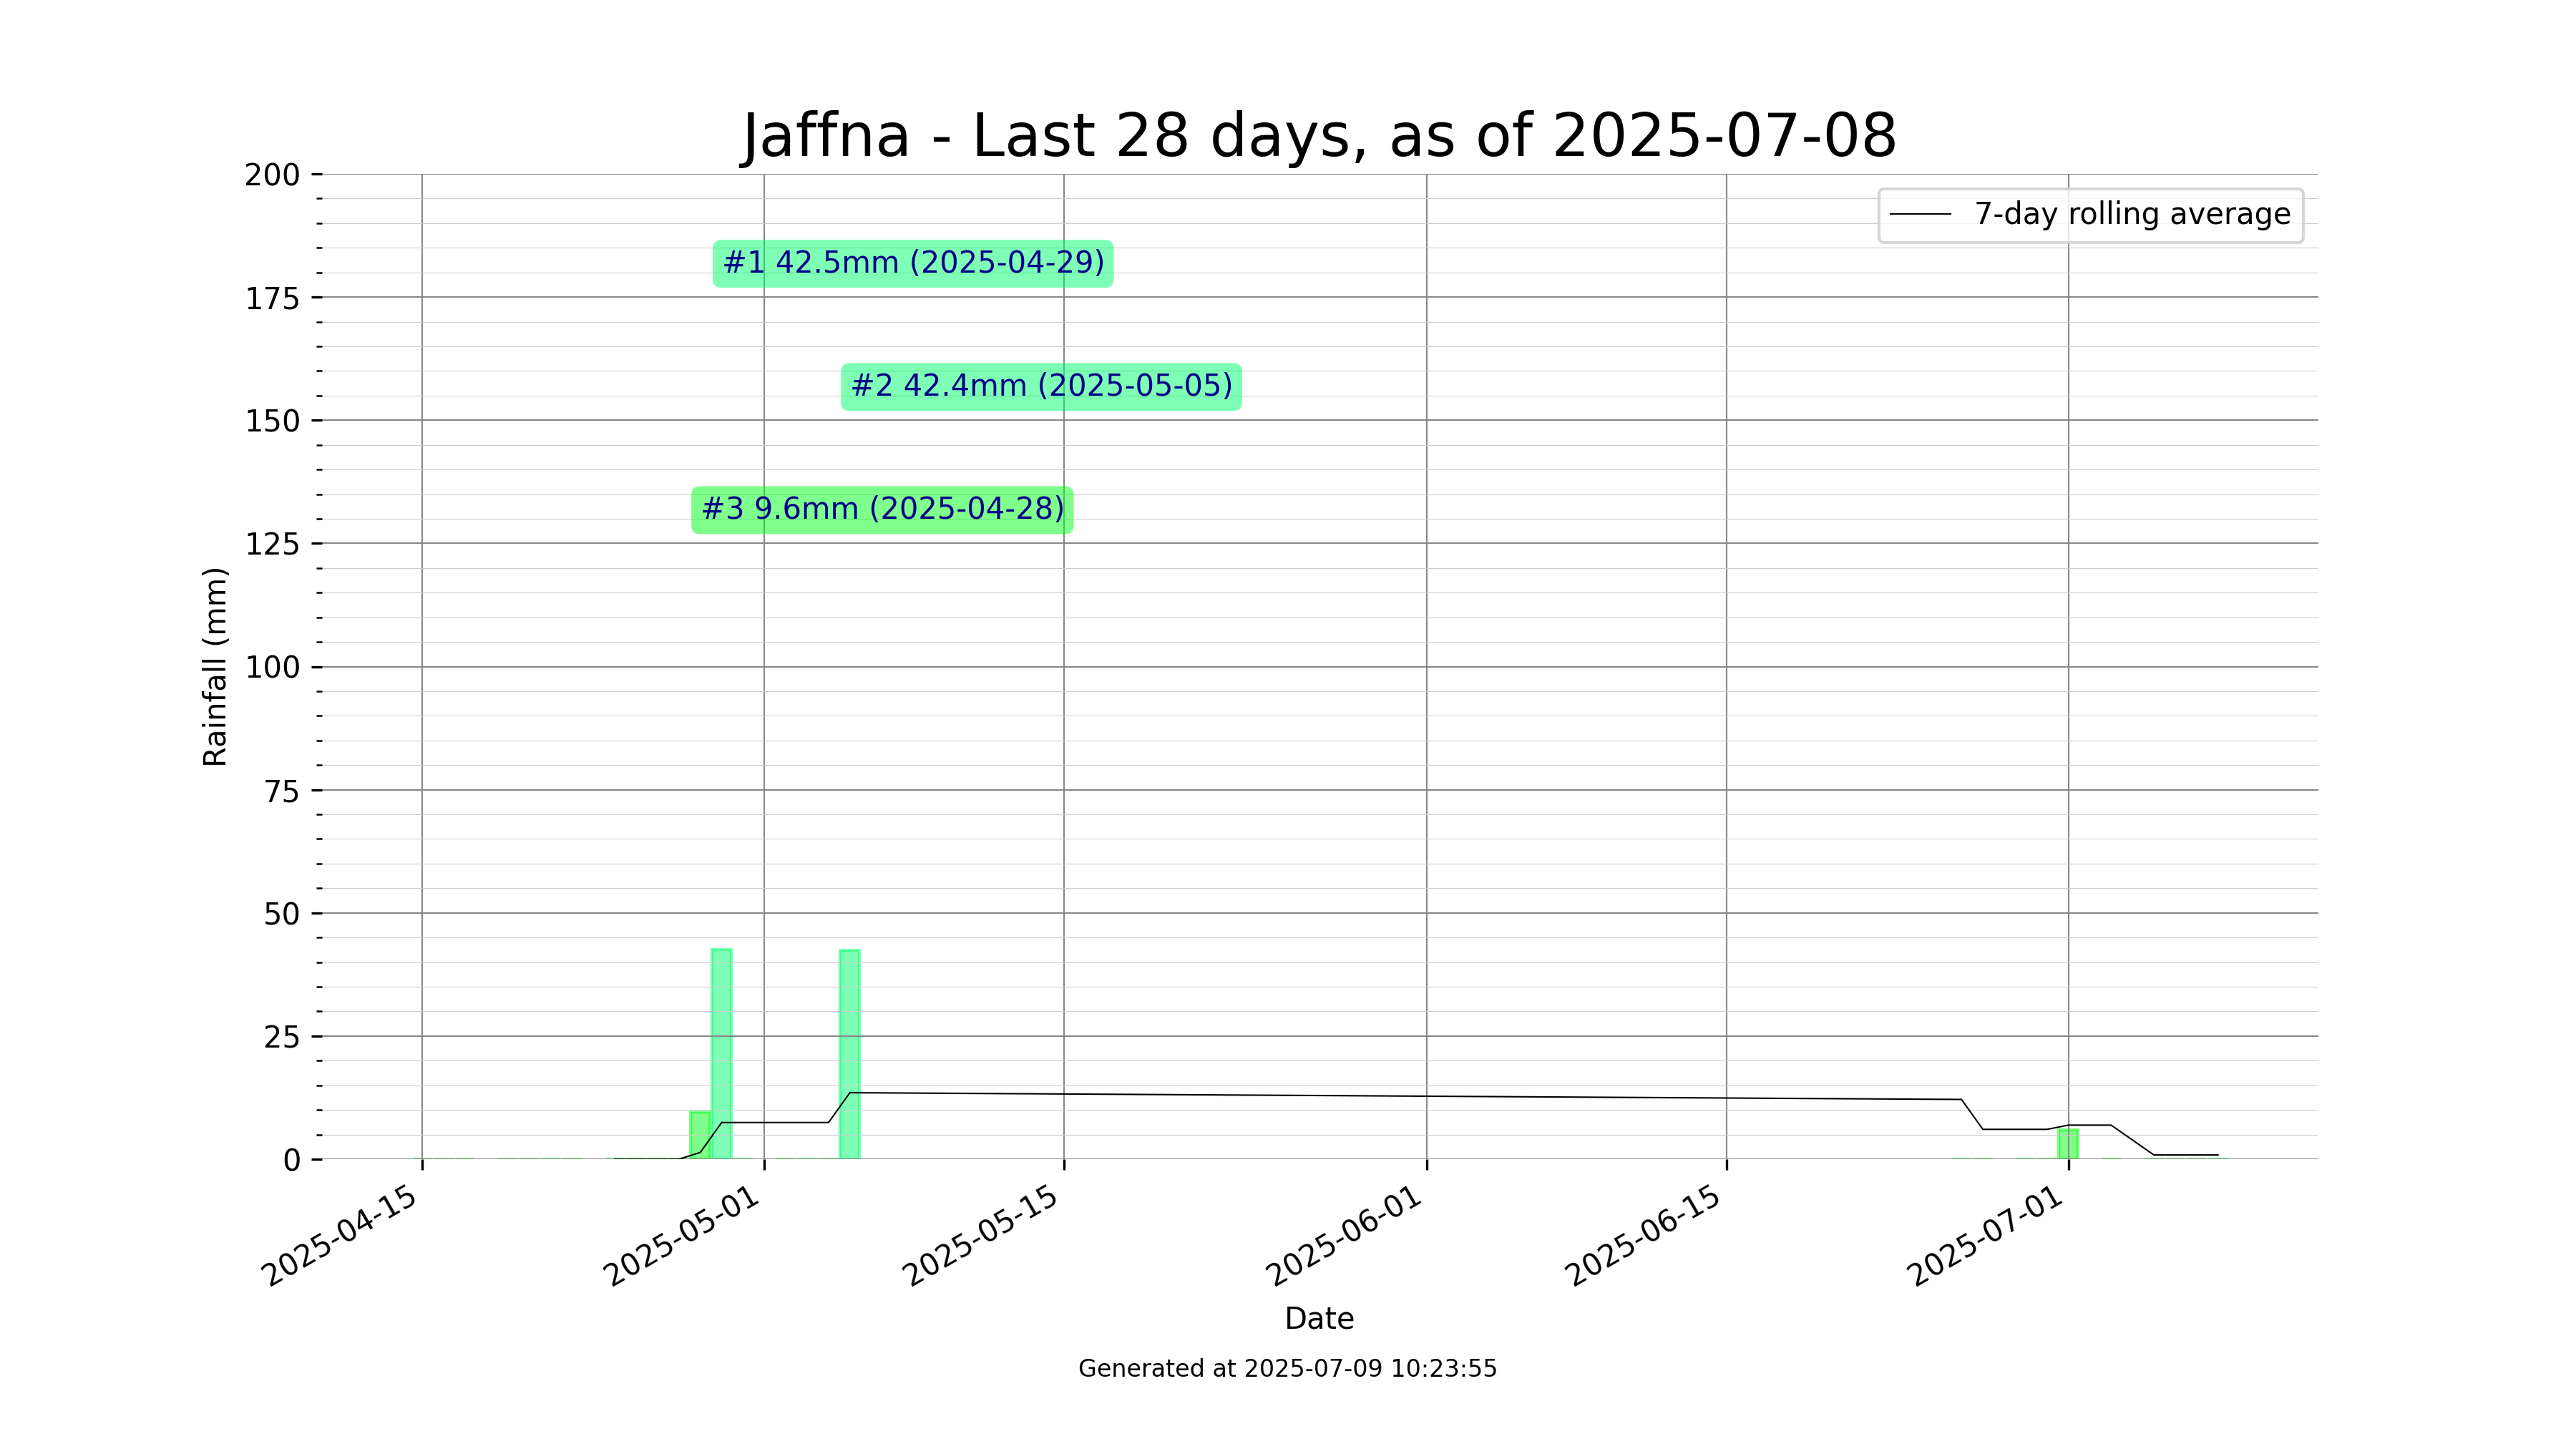 Jaffna - Last 28 days, as of 2025-07-08
7-day rolling average
#1 42.5mm (2025-04-29)
#2 42.4mm (2025-05-05)
#3 9.6mm (2025-04-28)
Rainfall (mm)
200
175
150
125
100
75
50
25
0
2025-04-15
2025-05-01
2025-05-15
2025-06-01
2025-06-15
2025-07-01
Date
Generated at 2025-07-09 10:23:55